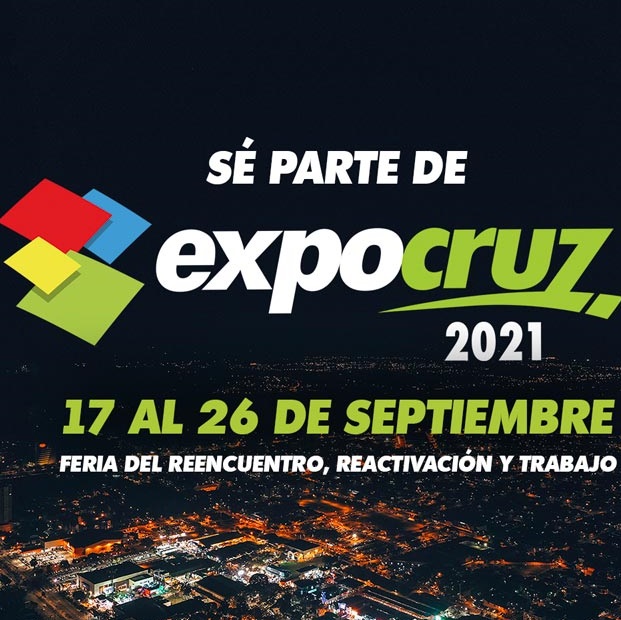 SÉ PARTE DE
expocruz
2021
17 AL 26 DE SEPTIEMBRE
FERIA DEL REENCUENTRO, REACTIVACIÓN Y TRABAJO